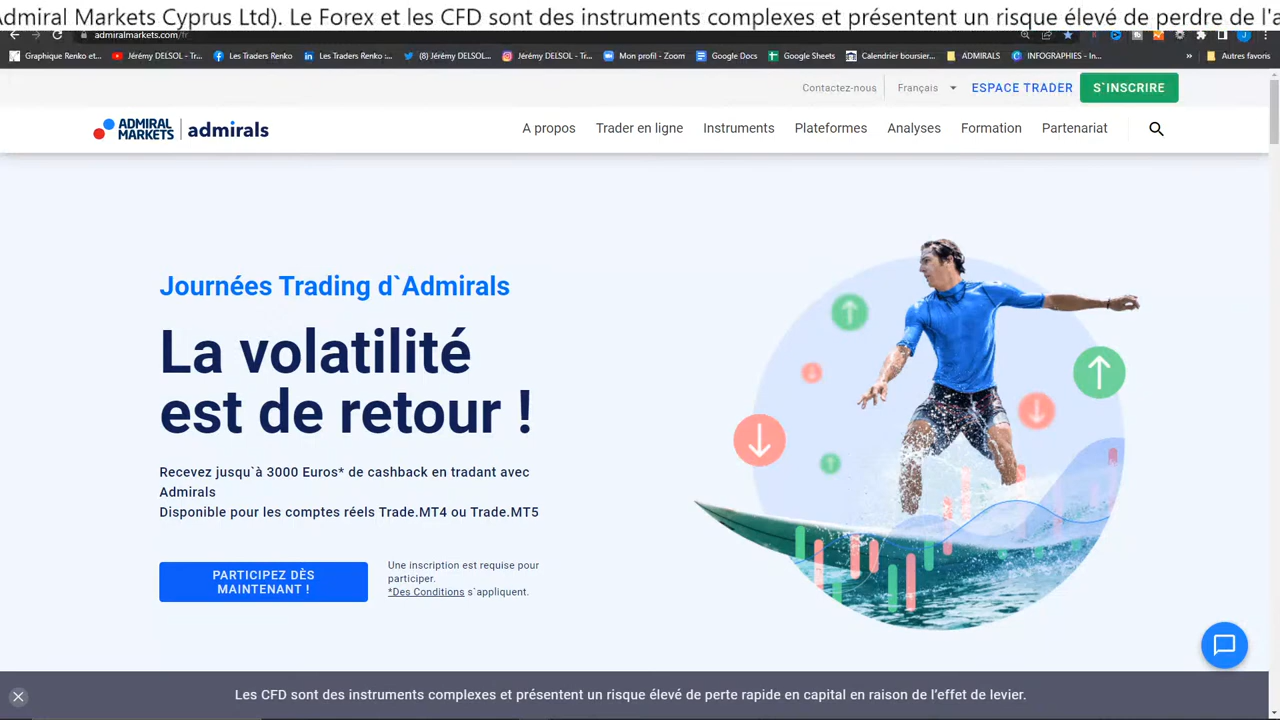 Admiral Markets Cyprus Ltd). Le Forex et les CFD sont des instruments complexes et présentent un risque élevé de perdre de l'a
admiralmarkets.com/fr
Graphique Renko et... Jérémy DELSOL - Tr... Les Traders Renko Les Traders Renko :... (8) Jérémy DELSOL... Jérémy DELSOL - Tr... Mon profil - Zoom Google Docs Google Sheets Calendrier boursier... ADMIRALS INFOGRAPHIES - In... » Autres favoris
Contactez-nous Français ESPACE TRADER S`INSCRIRE
ADMIRAL MARKETS admirals A propos Trader en ligne Instruments Plateformes Analyses Formation Partenariat
Journées Trading d`Admirals
La volatilité
est de retour !
Recevez jusqu`à 3000 Euros* de cashback en tradant avec
Admirals
Disponible pour les comptes réels Trade.MT4 ou Trade.MT5
PARTICIPEZ DÈS
MAINTENANT !
Une inscription est requise pour
participer.
*Des Conditions s`appliquent.
Les CFD sont des instruments complexes et présentent un risque élevé de perte rapide en capital en raison de l’effet de levier.